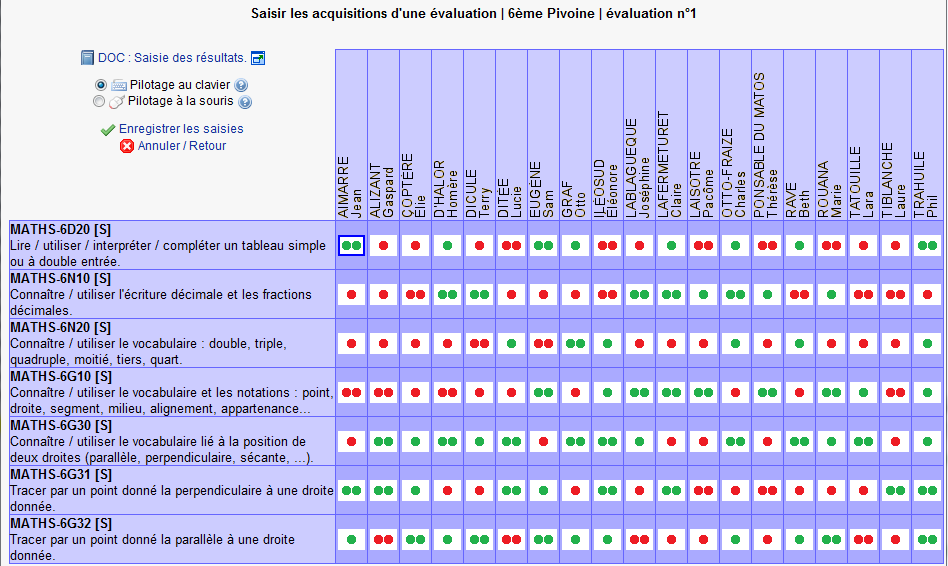 Saisir les acquisitions d'une évaluation | 6ème Pivoine | évaluation n°1
DOC : Saisie des résultats.
Pilotage au clavier
Pilotage à la souris
Enregistrer les saisies
Annuler / Retour
AIMARRE
Jean
ALIZANT
Gaspard
ÇOPTÈRE
Élie
D'HALOR
Homère
DICULE
Terry
DITÉE
Lucie
EUGÈNE
Sam
GRAF
Otto
ILÉOSUD
Éléonore
LABLAGUEQUE
Joséphine
LAFERMETURET
Claire
LAISOTRE
Pacôme
OTTO-FRAIZE
Charles
PONSABLE DU MATOS
Thérèse
RAVE
Beth
ROUANA
Marie
TATOUILLE
Lara
TIBLANCHE
Laure
TRAHUILE
Phil
MATHS-6D20 [S]
Lire / utiliser / interpréter / compléter un tableau simple
ou à double entrée.
MATHS-6N10 [S]
Connaître / utiliser l'écriture décimale et les fractions
décimales.
MATHS-6N20 [S]
Connaître / utiliser le vocabulaire : double, triple,
quadruple, moitié, tiers, quart.
MATHS-6G10 [S]
Connaître / utiliser le vocabulaire et les notations : point,
droite, segment, milieu, alignement, appartenance...
MATHS-6G30 [S]
Connaître / utiliser le vocabulaire lié à la position de
deux droites (parallèle, perpendiculaire, sécante, ...).
MATHS-6G31 [S]
Tracer par un point donné la perpendiculaire à une droite
donnée.
MATHS-6G32 [S]
Tracer par un point donné la parallèle à une droite
donnée.